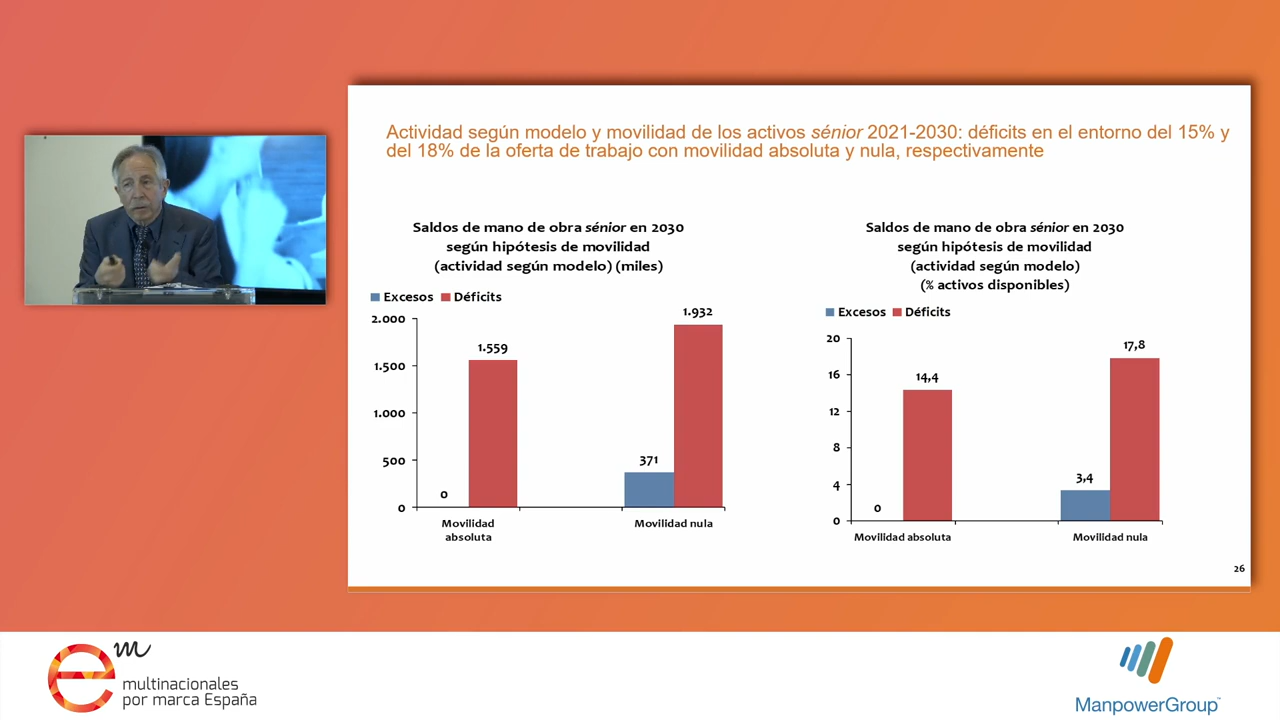 Actividad según modelo y movilidad de los activos sénior 2021-2030: déficits en el entorno del 15% y
del 18% de la oferta de trabajo con movilidad absoluta y nula, respectivamente
Saldos de mano de obra sénior en 2030
según hipótesis de movilidad
(actividad según modelo) (miles)
Excesos Déficits
2.000
1.500
1.000
500
0
0
1.559
371
1.932
Movilidad
absoluta
Movilidad nula
Saldos de mano de obra sénior en 2030
según hipótesis de movilidad
(actividad según modelo)
(% activos disponibles)
Excesos Déficits
20
16
12
8
4
0
0
14,4
3,4
17,8
Movilidad absoluta
Movilidad nula
26
em
multinacionales
por marca España
ManpowerGroup™